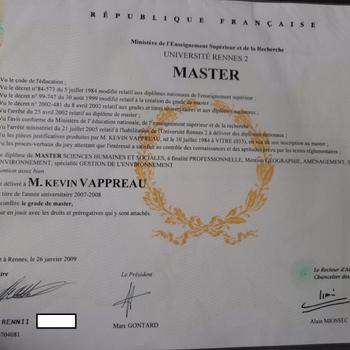 RÉPUBLIQUE FRANÇAISE
Ministère de l'Enseignement Supérieur et de la Recherche
UNIVERSITÉ RENNES 2
MASTER
Vu le code de l'éducation ;
Vu le décret n°84-573 du 5 juillet 1984 modifié relatif aux diplômes nationaux de l'enseignement supérieur ;
Vu le décret n° 99-747 du 30 août 1999 modifié relatif à la création du grade de master ;
Vu le décret n° 2002-481 du 8 avril 2002 relatif aux grades et titres universitaires et aux diplômes nationaux ;
Vu l'arrêté du 25 avril 2002 relatif au diplôme de master ;
Vu l'avis conforme du Ministère de l'éducation nationale, de l'enseignement supérieur et de la recherche ;
Vu l'arrêté ministériel du 21 juillet 2005 relatif à l'habilitation de l'Université Rennes 2 à délivrer des diplômes nationaux ;
Vu les pièces justificatives produites par M. KEVIN VAPPREAU, né le 16 juillet 1984 à VITRE (035), en vue de son inscription au master ;
Vu les procès-verbaux du jury attestant que l'intéressé a satisfait au contrôle des connaissances et des aptitudes prévu par les textes réglementaires ;
e diplôme du MASTER SCIENCES HUMAINES ET SOCIALES, à finalité PROFESSIONNELLE, Mention GÉOGRAPHIE, AMÉNAGEMENT,
ENVIRONNEMENT, spécialité GESTION DE L'ENVIRONNEMENT
mention assez bien
t délivré à M. KEVIN VAPPREAU
titre de l'année universitaire 2007-2008
confère le grade de master,
our en jouir avec les droits et prérogatives qui y sont attachés.
t à Rennes, le 26 janvier 2009
ire Le Président Le Recteur d'Ac
Chancelier des
RENNII
Marc GONTARD Alain MIOSSEC
704081